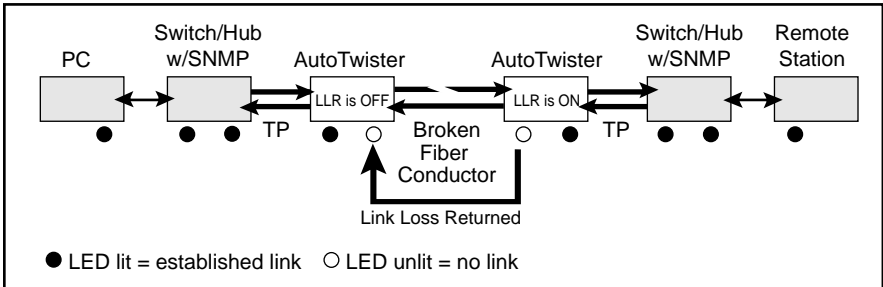 Switch/Hub
w/SNMP
Switch/Hub
w/SNMP
Remote
Station
PC
AutoTwister
AutoTwister
LLR is OFF
LLR is ON
TP
Broken
Fiber
Conductor
TP
Link Loss Returned
LED lit = established link
LED unlit = no link